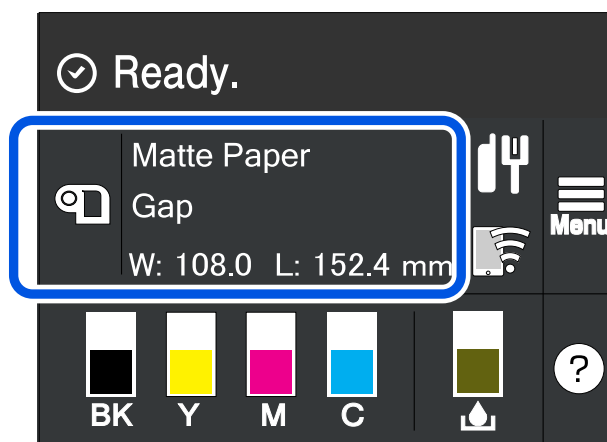 Ready.
Matte Paper
Gap
W: 108.0 L: 152.4 mm
Menu
BK Y M C
?